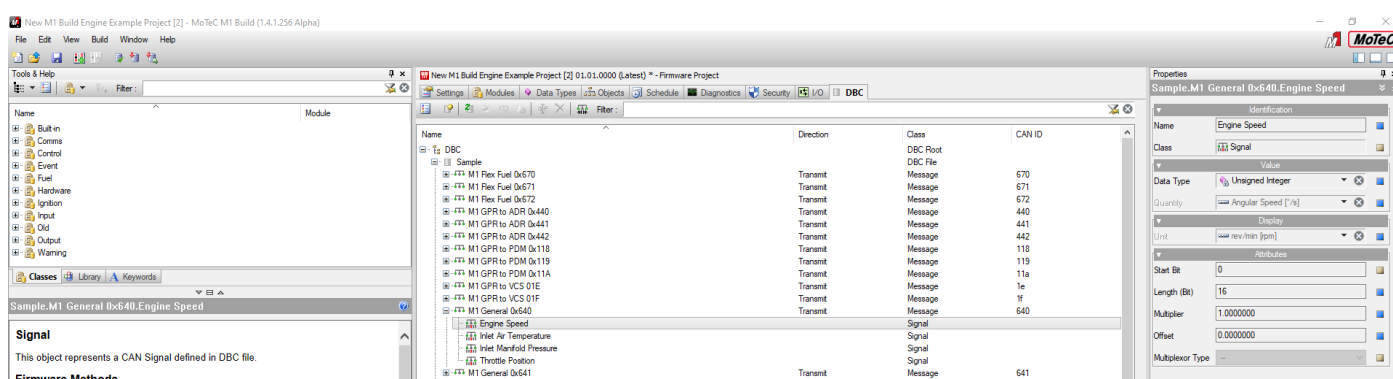 New M1 Build Engine Example Project [2] - MoTeC M1 Build (1.4.1.256 Alpha)
File Edit View Build Window Help
MoTeC
Tools & Help
Filter:
Name Module
Built-in
Comms
Control
Event
Fuel
Hardware
Ignition
Input
Old
Output
Warning
Classes Library Keywords
Sample.M1 General 0x640.Engine Speed
Signal
This object represents a CAN Signal defined in DBC file.
Firmware Methods
New M1 Build Engine Example Project [2] 01.01.0000 (Latest) * - Firmware Project
Settings Modules Data Types Objects Schedule Diagnostics Security I/O DBC
Filter:
Name Direction Class CAN ID
DBC DBC Root
Sample DBC File
M1 Flex Fuel 0x670 Transmit Message 670
M1 Flex Fuel 0x671 Transmit Message 671
M1 Flex Fuel 0x672 Transmit Message 672
M1 GPR to ADR 0x440 Transmit Message 440
M1 GPR to ADR 0x441 Transmit Message 441
M1 GPR to ADR 0x442 Transmit Message 442
M1 GPR to PDM 0x118 Transmit Message 118
M1 GPR to PDM 0x119 Transmit Message 119
M1 GPR to PDM 0x11A Transmit Message 11a
M1 GPR to VCS 01E Transmit Message 1e
M1 GPR to VCS 01F Transmit Message 1f
M1 General 0x640 Transmit Message 640
Engine Speed Signal
Inlet Air Temperature Signal
Inlet Manifold Pressure Signal
Throttle Position Signal
M1 General 0x641 Transmit Message 641
Properties
Sample.M1 General 0x640.Engine Speed
Identification
Name Engine Speed
Class Signal
Value
Data Type Unsigned Integer
Quantity Angular Speed [°/s]
Display
Unit rev/min [rpm]
Attributes
Start Bit 0
Length (Bit) 16
Multiplier 1.0000000
Offset 0.0000000
Multiplexor Type --